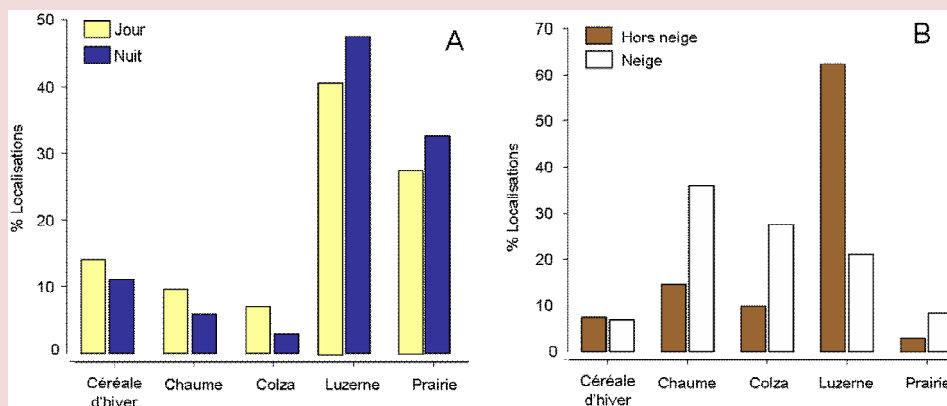 50
40
30
20
10
0
% Localisations
Jour
Nuit
A
Céréale
d'hiver
Chaume
Colza
Luzerne
Prairie
70
60
50
40
30
20
10
0
% Localisations
Hors neige
Neige
B
Céréale
d'hiver
Chaume
Colza
Luzerne
Prairie